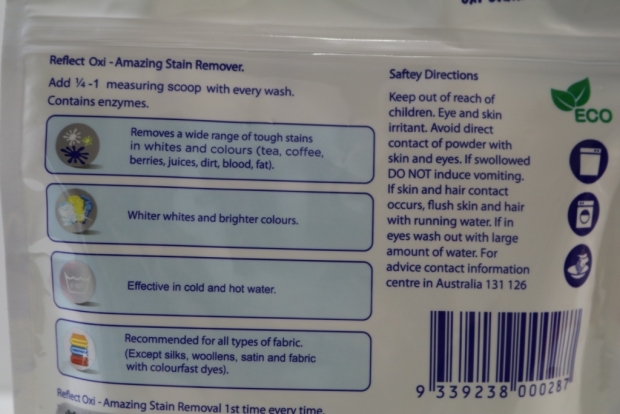 Reflect Oxi - Amazing Stain Remover.
Add ¼ -1 measuring scoop with every wash.
Contains enzymes.
Removes a wide range of tough stains
in whites and colours (tea, coffee,
berries, juices, dirt, blood, fat).
Whiter whites and brighter colours.
Effective in cold and hot water.
Recommended for all types of fabric.
(Except silks, woollens, satin and fabric
with colourfast dyes).
Reflect Oxi - Amazing Stain Removal 1st time every time.
Saftey Directions
Keep out of reach of
children. Eye and skin
irritant. Avoid direct
contact of powder with
skin and eyes. If swollowed
DO NOT induce vomiting.
If skin and hair contact
occurs, flush skin and hair
with running water. If in
eyes wash out with large
amount of water. For
advice contact information
centre in Australia 131 126
ECO
9 339238 000287